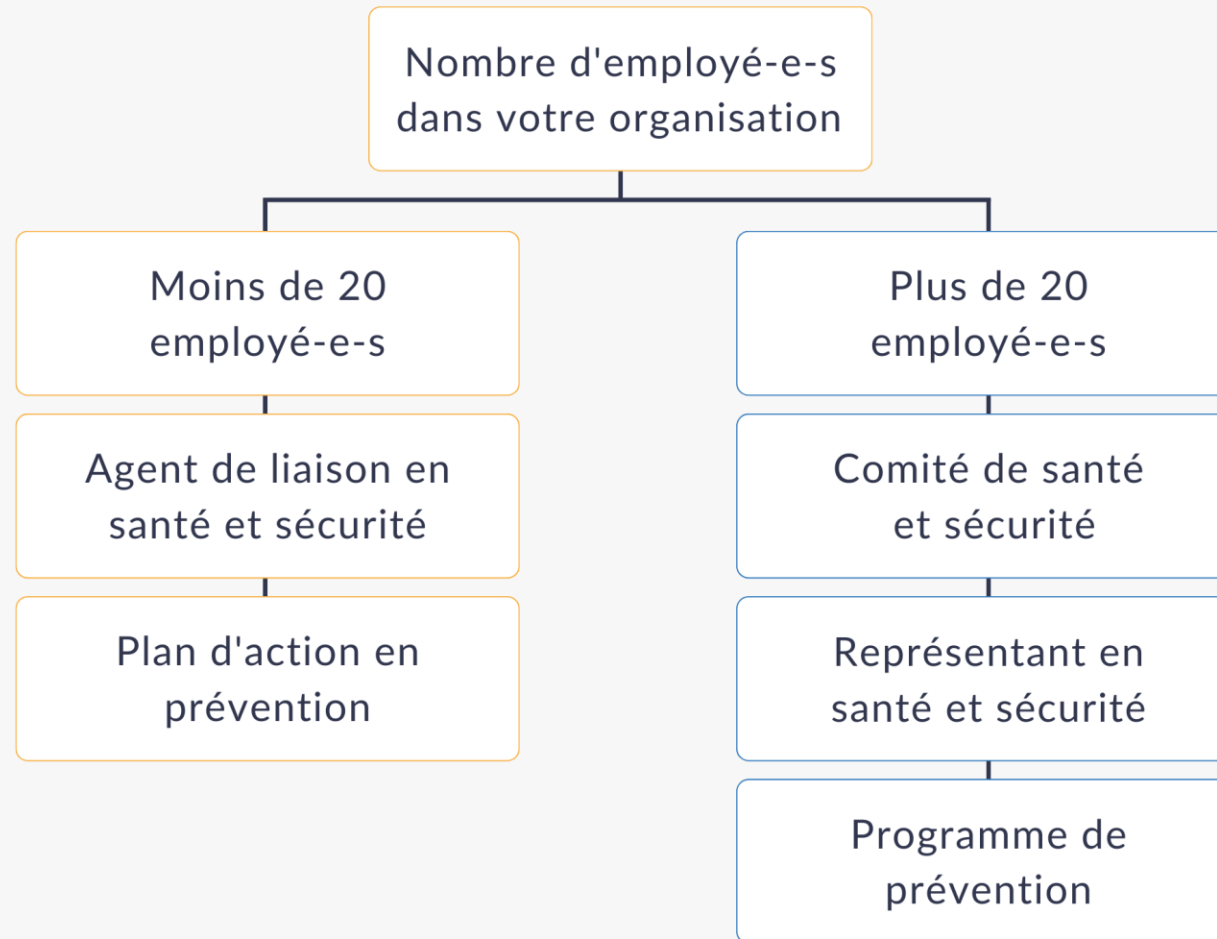 Nombre d'employé-e-s
dans votre organisation
Moins de 20
employé-e-s
Agent de liaison en
santé et sécurité
Plan d'action en
prévention
Plus de 20
employé-e-s
Comité de santé
et sécurité
Représentant en
santé et sécurité
Programme de
prévention